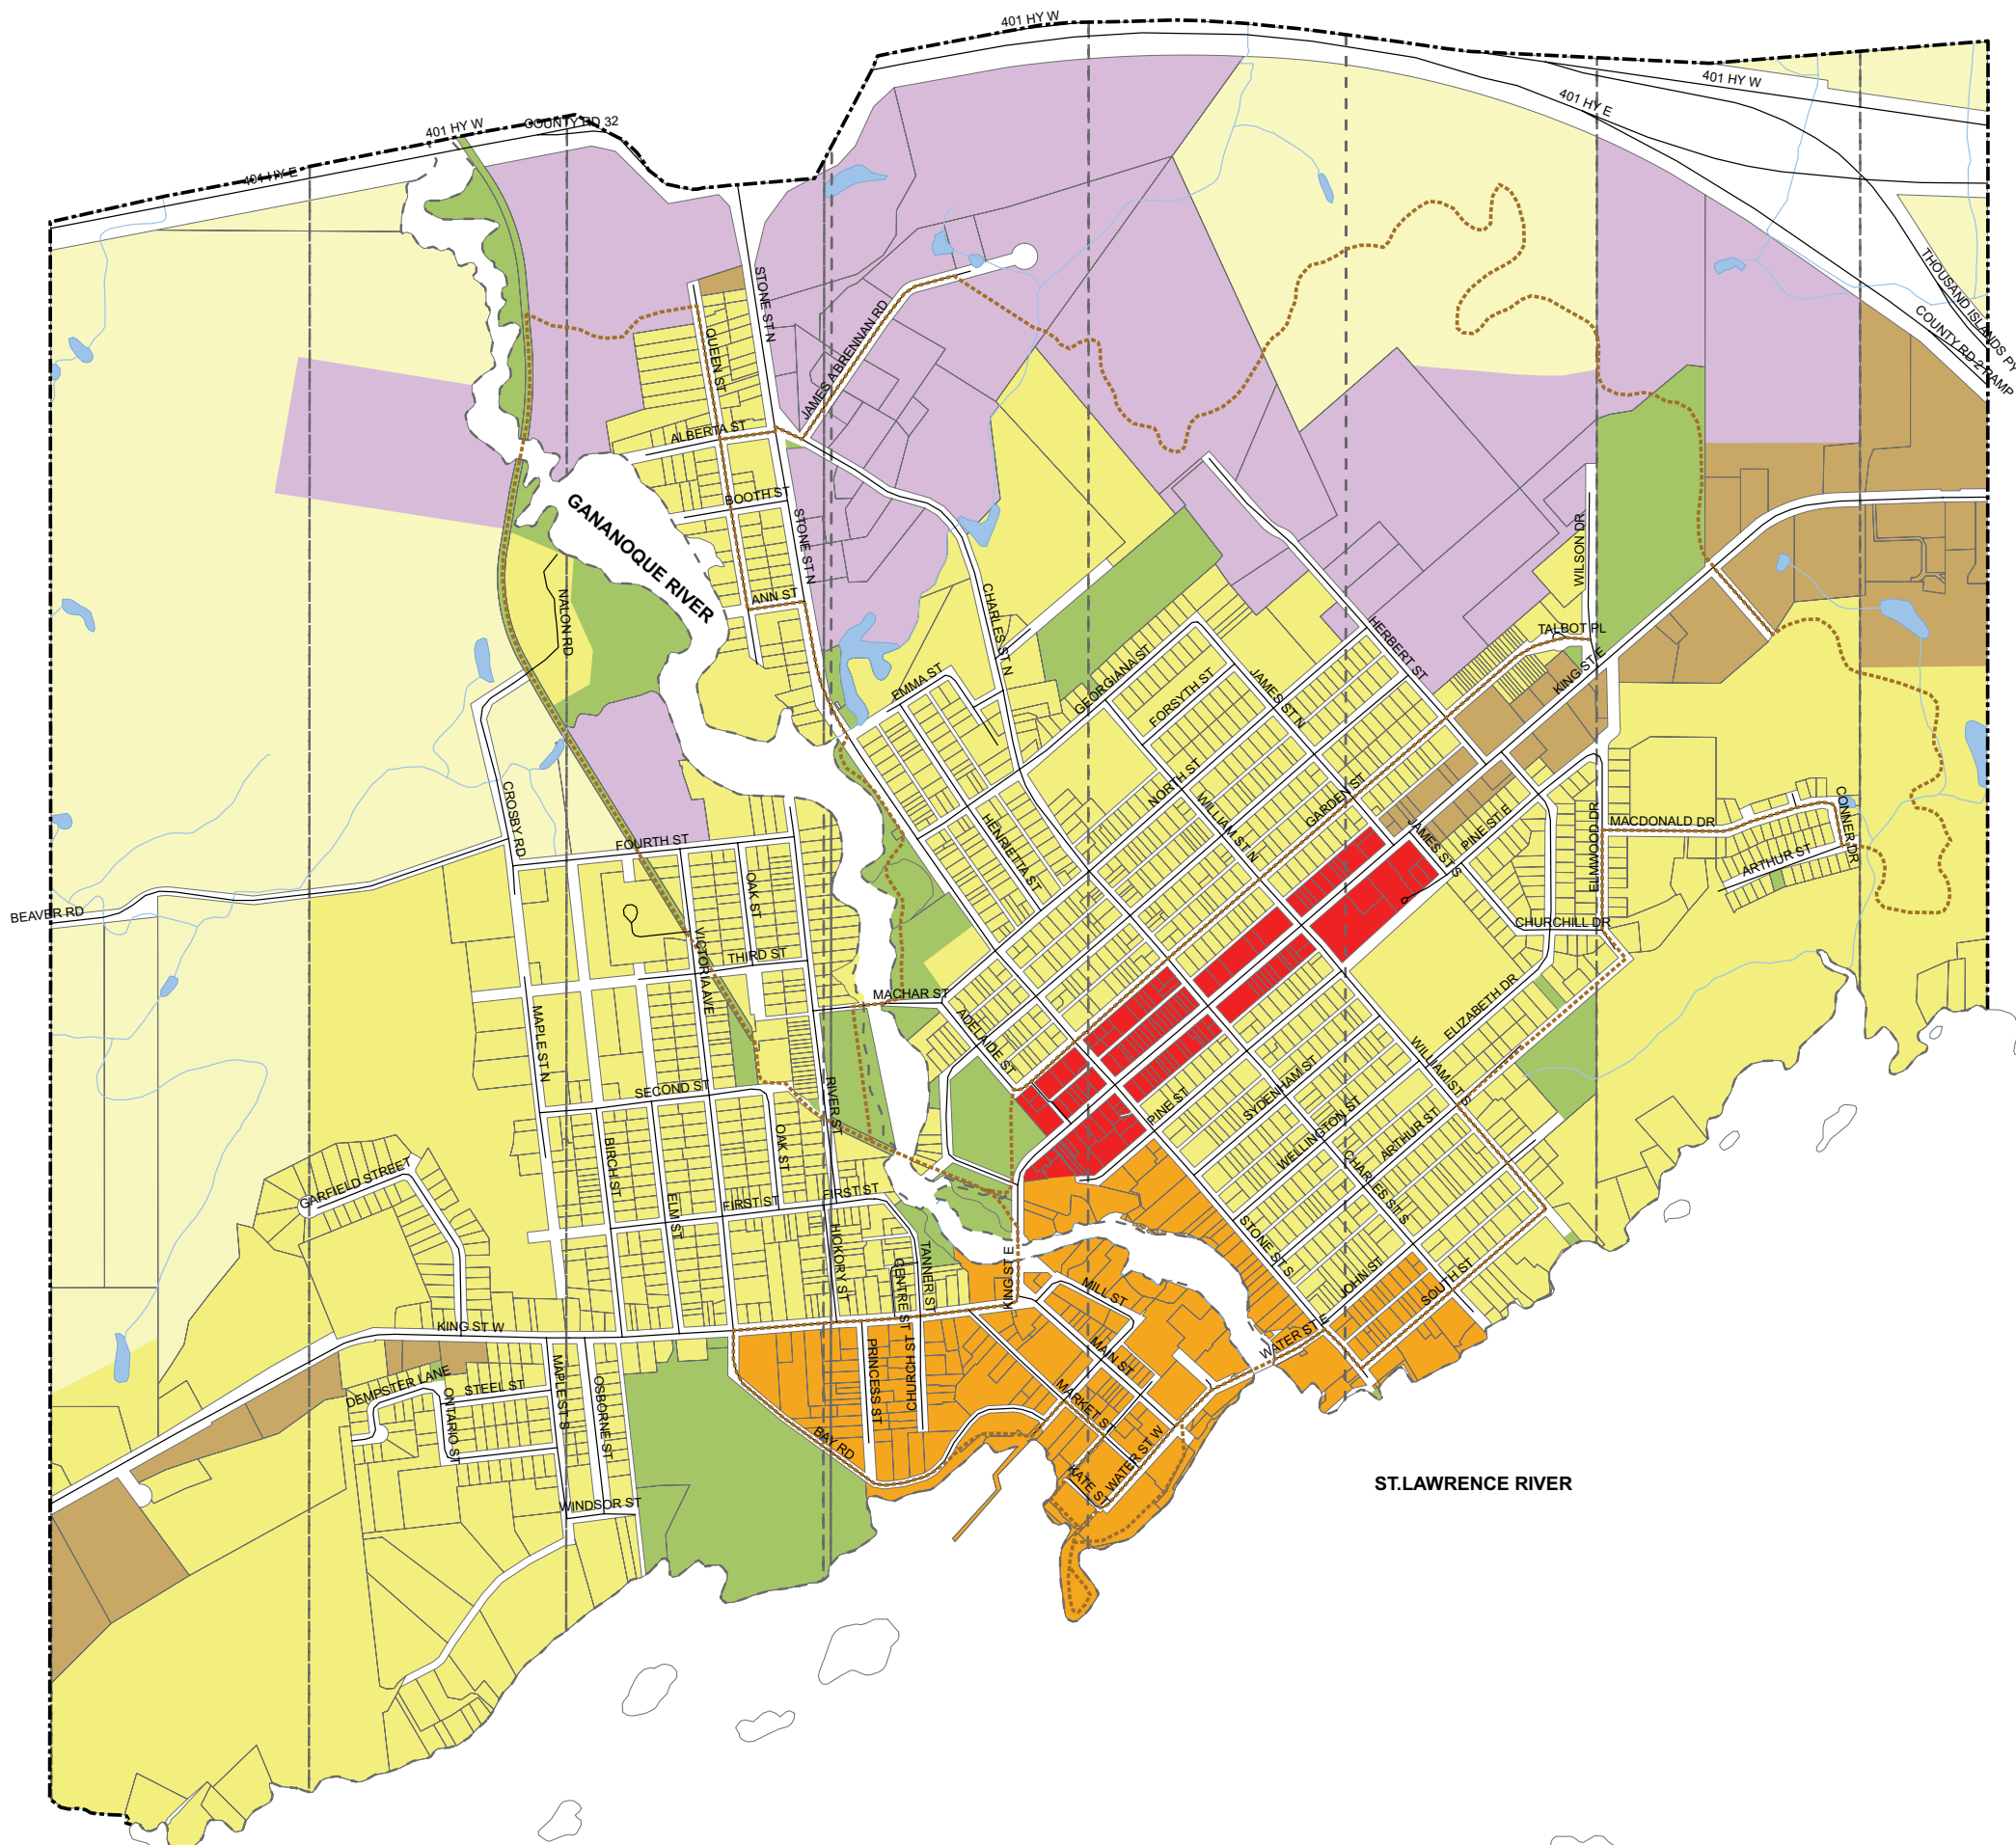 401 HY W
401 HY W
COUNTY RD 32
401 HY W
401 HY E
401 HY E
THOUSAND ISLANDS PY
COUNTY RD 2 RAMP
STONE ST N
QUEEN ST
JAMES A BRENNAN RD
ALBERTA ST
BOOTH ST
GANANOQUE RIVER
STONE ST N
ANN ST
NALON RD
CHARLES ST N
WILSON DR
TALBOT PL
HERBERT ST
KING ST E
EMMA ST
GEORGIANA ST
FORSYTH ST
JAMES ST N
NORTH ST
WILLIAM ST N
GARDEN ST
HENRIETTA ST
JAMES ST S
PINE ST E
ELMWOOD DR
MACDONALD DR
CONNER DR
ARTHUR ST
CHURCHILL DR
CROSBY RD
FOURTH ST
OAK ST
BEAVER RD
VICTORIA AVE
THIRD ST
MACHAR ST
ADELAIDE ST
ELIZABETH DR
MAPLE ST N
SECOND ST
RIVER ST
PINE ST
SYDENHAM ST
WILLIAM ST S
WELLINGTON ST
ARTHUR ST
CHARLES ST S
BIRCH ST
OAK ST
GARFIELD STREET
ELM ST
FIRST ST
FIRST ST
HICKORY ST
TANNER ST
CENTRE ST
KING ST E
STONE ST S
JOHN ST
SOUTH ST
MILL ST
KING ST W
WATER ST E
MAIN ST
PRINCESS ST
CHURCH ST
MARKET ST
DEMPSTER LANE
STEEL ST
ONTARIO ST
MAPLE ST S
OSBORNE ST
BAY RD
WATER ST W
KATE ST
WINDSOR ST
ST.LAWRENCE RIVER